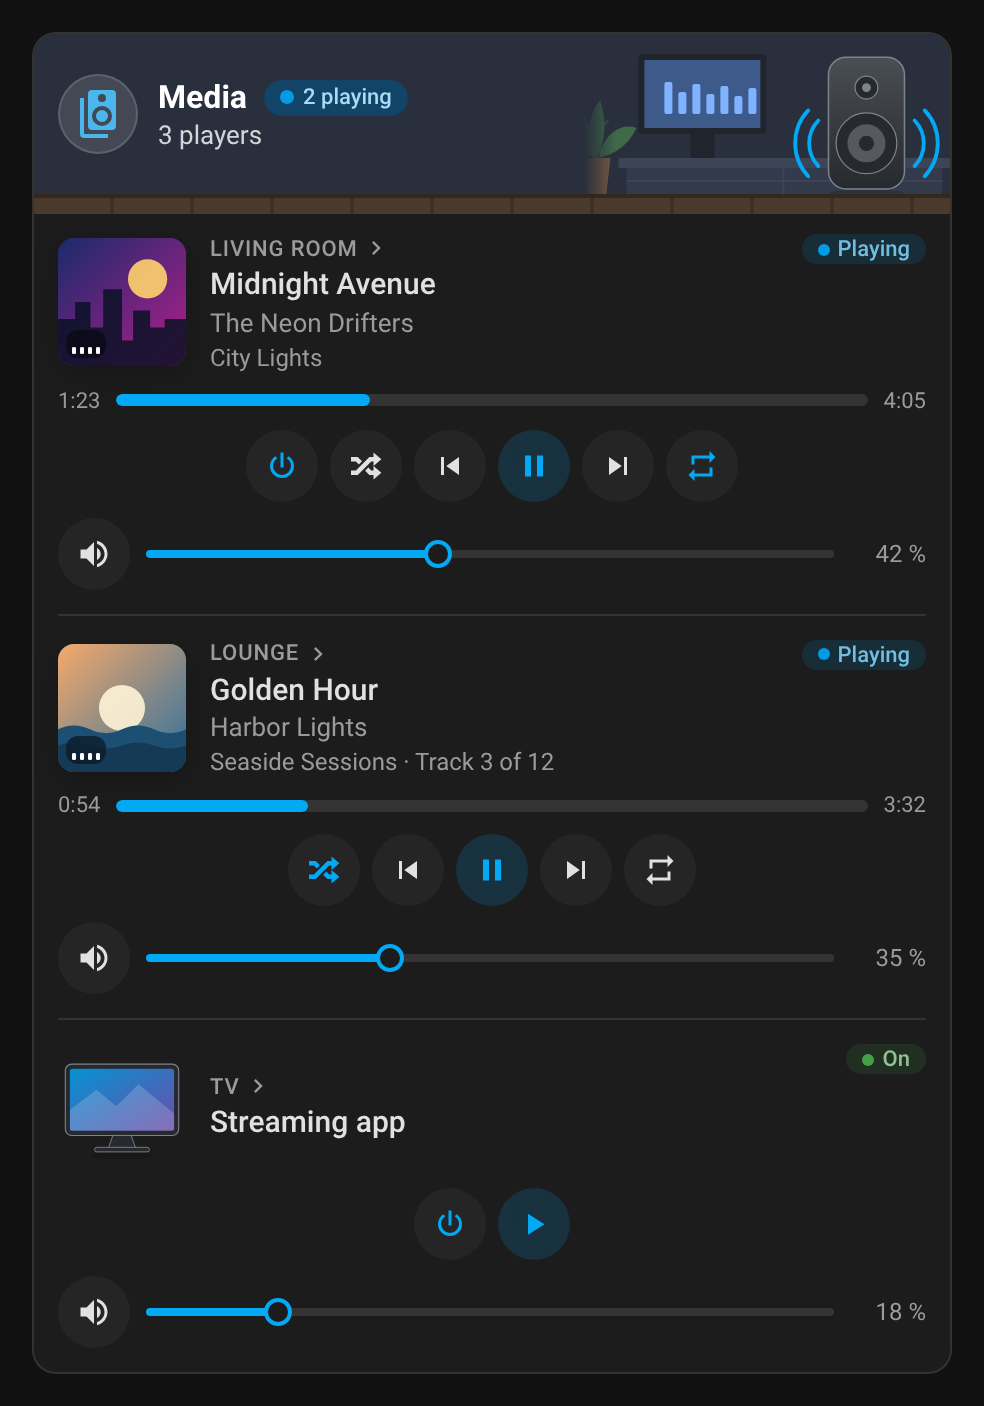 Media
2 playing
3 players
LIVING ROOM
Playing
Midnight Avenue
The Neon Drifters
City Lights
1:23
4:05
42 %
LOUNGE
Playing
Golden Hour
Harbor Lights
Seaside Sessions · Track 3 of 12
0:54
3:32
35 %
On
TV
Streaming app
18 %